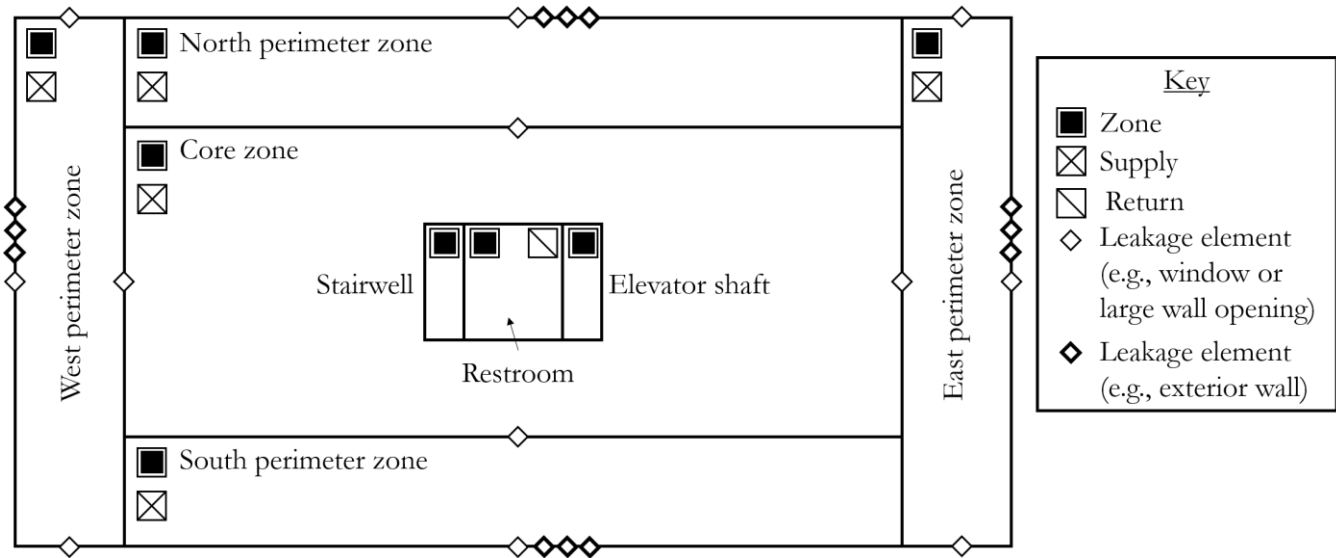 North perimeter zone
Core zone
West perimeter zone
Stairwell
Elevator shaft
Restroom
East perimeter zone
South perimeter zone
Key
Zone
Supply
Return
Leakage element
(e.g., window or
large wall opening)
Leakage element
(e.g., exterior wall)